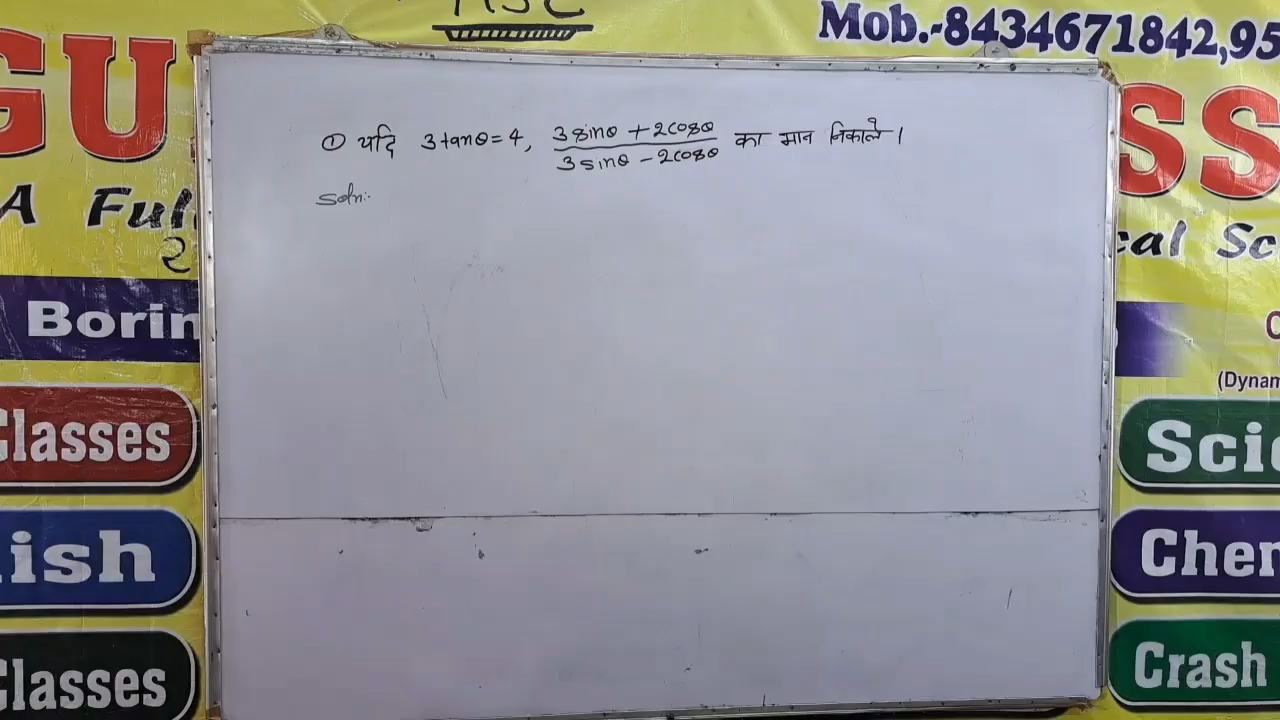 Mob.-8434671842,95
GU
SS
① यदि 3tanθ=4, 3sinθ+2cosθ / 3sinθ-2cosθ का मान निकाले।
Soln:-
A Ful
2
cal Sc
Borin
(Dynam
Classes
Scie
lish
Chem
Classes
Crash